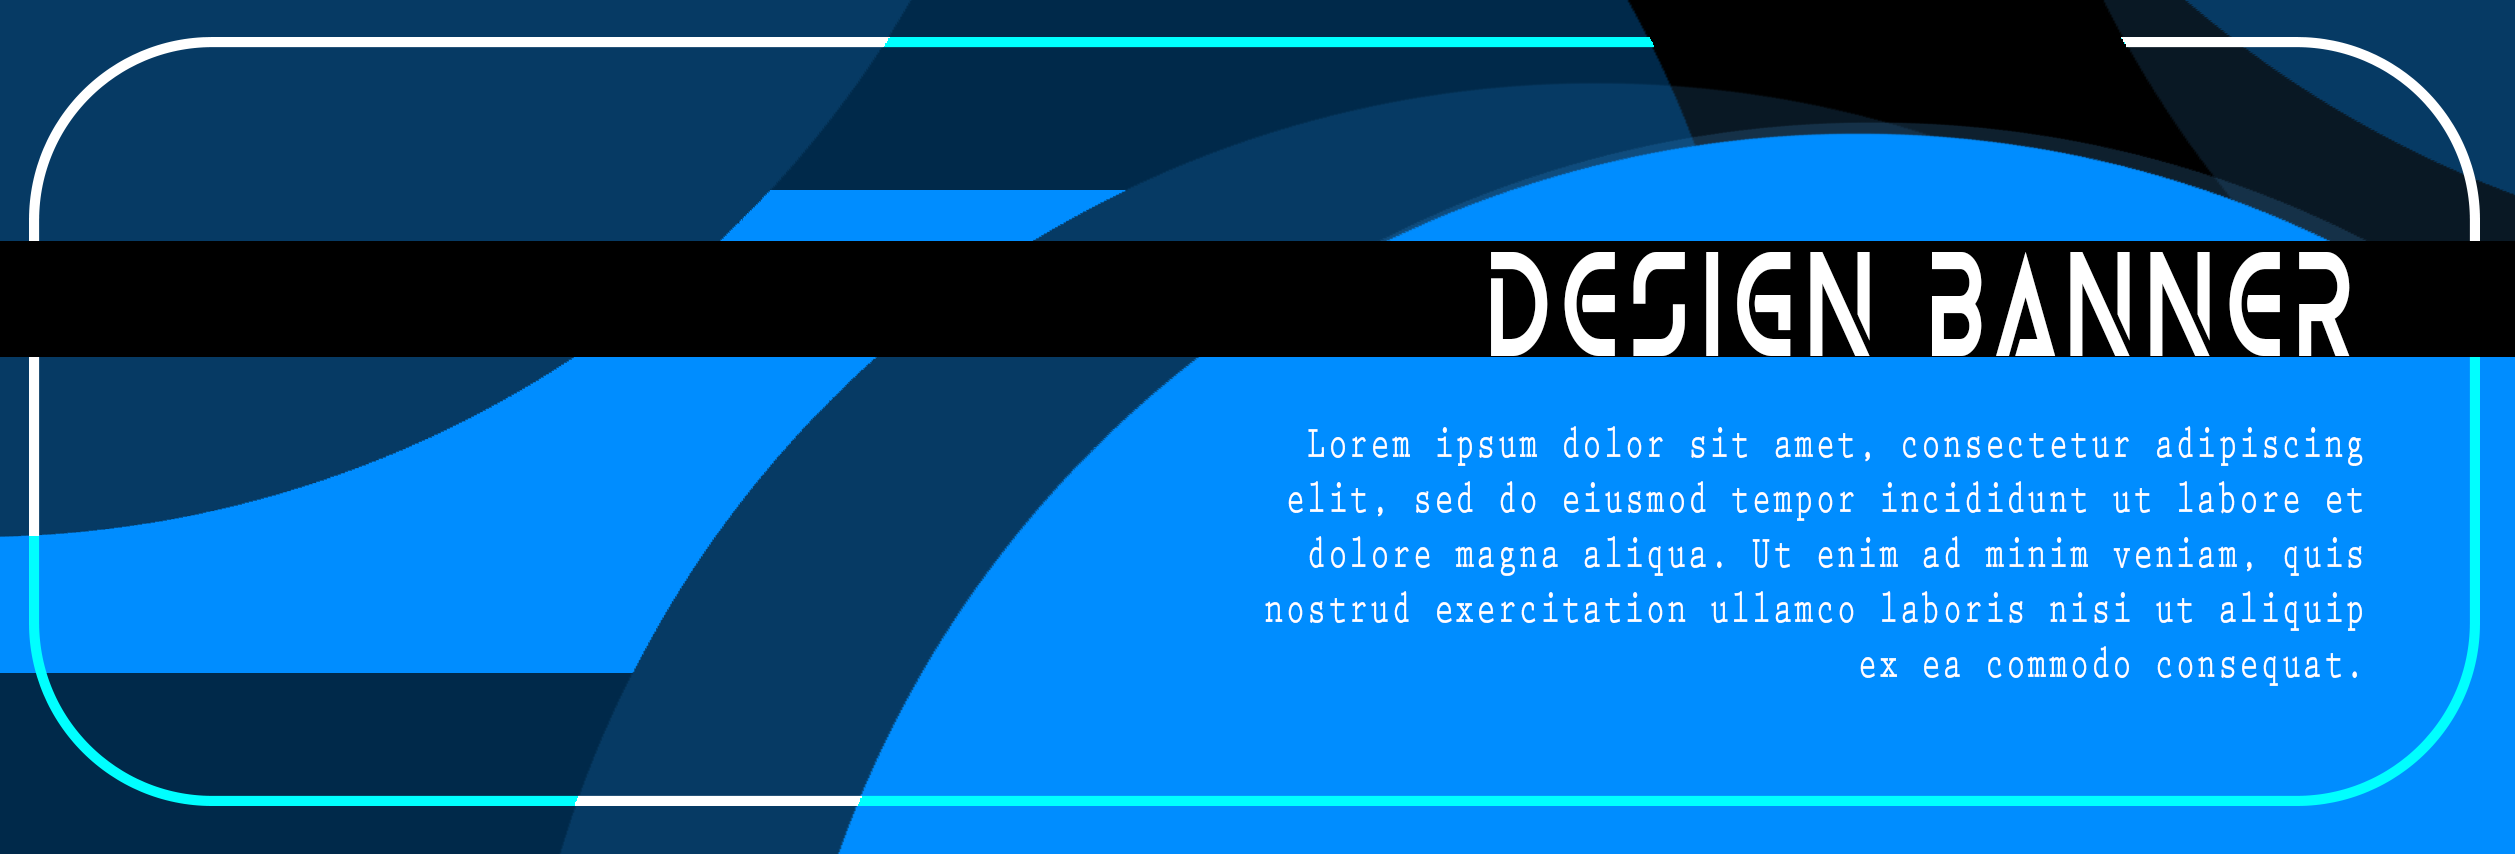 DESIGN BANNER
Lorem ipsum dolor sit amet, consectetur adipiscing
elit, sed do eiusmod tempor incididunt ut labore et
dolore magna aliqua. Ut enim ad minim veniam, quis
nostrud exercitation ullamco laboris nisi ut aliquip
ex ea commodo consequat.